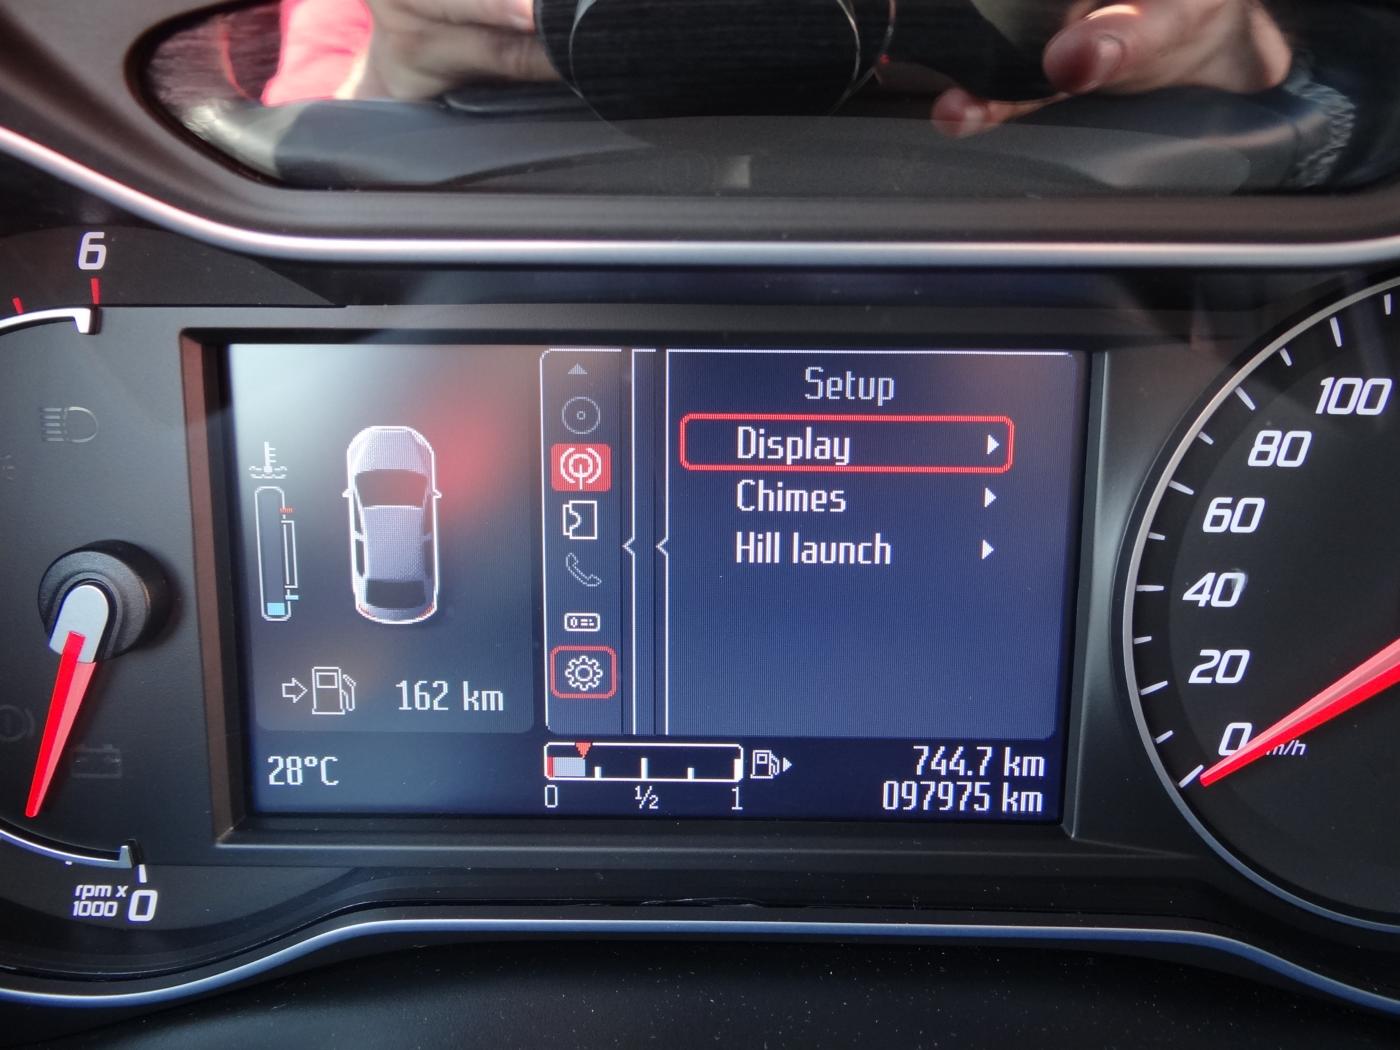 6
Setup
Display
Chimes
Hill launch
162 km
28°C
0 ½ 1
744.7 km
097975 km
rpm x
1000 0
100
80
60
40
20
0